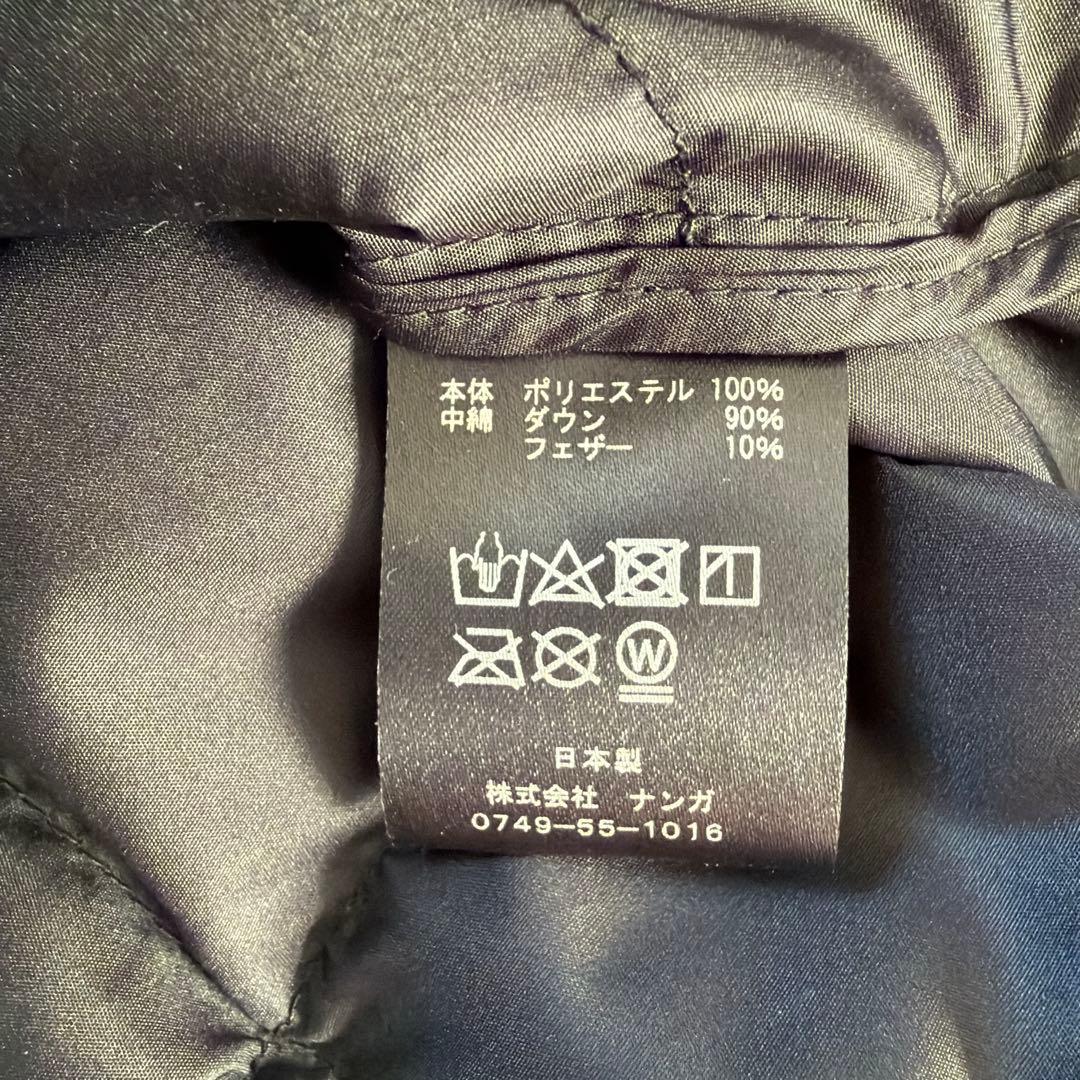 本体 ポリエステル 100%
中綿 ダウン 90%
フェザー 10%
W
日本製
株式会社 ナンガ
0749-55-1016